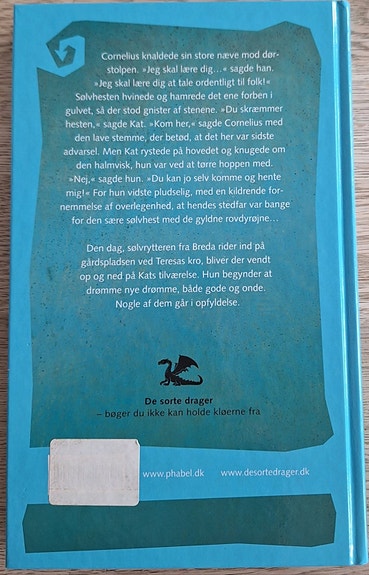 Cornelius knaldede sin store næve mod dør-
stolpen. »Jeg skal lære dig...« sagde han.
»Jeg skal lære dig at tale ordentligt til folk!«
Sølvhesten hvinede og hamrede det ene forben i
gulvet, så der stod gnister af stenene. »Du skræmmer
hesten,« sagde Kat. »Kom her,« sagde Cornelius med
den lave stemme, der betød, at det her var sidste
advarsel. Men Kat rystede på hovedet og knugede om
den halmvisk, hun var ved at tørre hoppen med.
»Nej,« sagde hun. »Du kan jo selv komme og hente
mig!« For hun vidste pludselig, med en kildrende for-
nemmelse af overlegenhed, at hendes stedfar var bange
for den sære sølvhest med de gyldne rovdyrøjne...
Den dag, sølvrytteren fra Breda rider ind på
gårdspladsen ved Teresas kro, bliver der vendt
op og ned på Kats tilværelse. Hun begynder at
drømme nye drømme, både gode og onde.
Nogle af dem går i opfyldelse.
De sorte drager
– bøger du ikke kan holde kløerne fra
www.phabel.dk www.desortedrager.dk